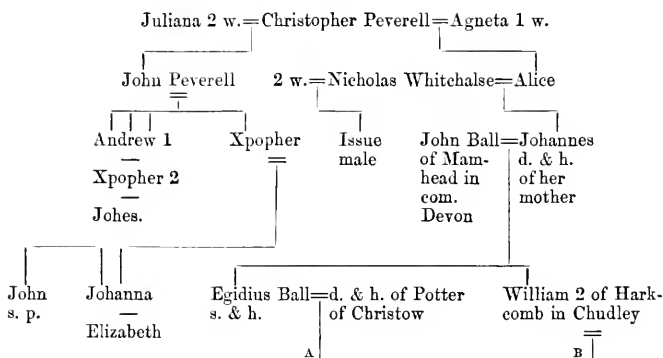 Juliana 2 w.=Christopher Peverell=Agneta 1 w.
John Peverell 2 w.=Nicholas Whitchalse=Alice
Andrew 1 Xpopher Issue male John Ball=Johannes
Xpopher 2 of Mamhead in com. Devon d. & h. of her mother
Johes.
John s. p. Johanna Egidius Ball=d. & h. of Potter William 2 of Hark-
Elizabeth s. & h. of Christow comb in Chudley
A B